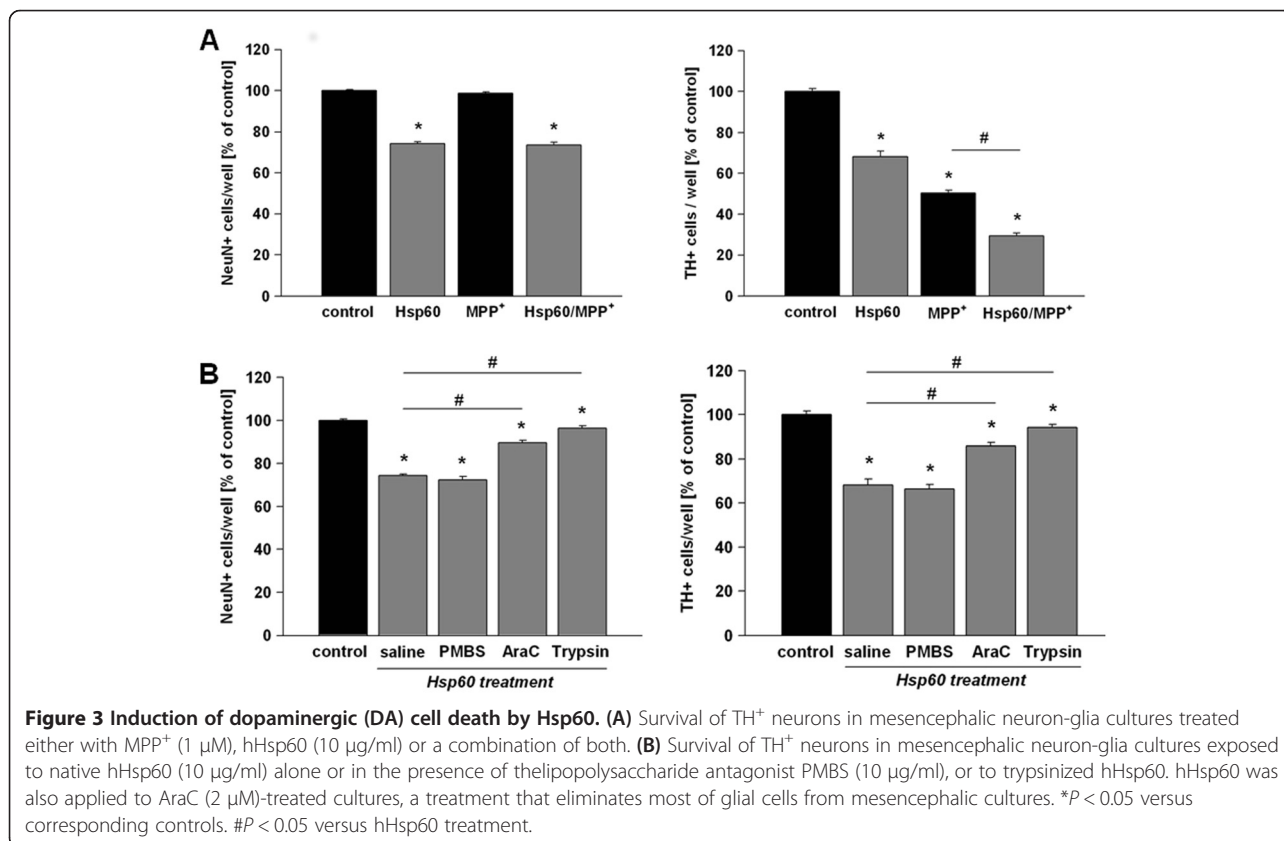 A
NeuN+ cells/well [% of control]
120
100
80
60
40
20
0
*
*
control Hsp60 MPP⁺ Hsp60/MPP⁺
TH+ cells / well [% of control]
120
100
80
60
40
20
0
*
*
#
*
control Hsp60 MPP⁺ Hsp60/MPP⁺
B
NeuN+ cells/well [% of control]
120
100
80
60
40
20
0
#
#
*
*
*
*
control saline PMBS AraC Trypsin
Hsp60 treatment
TH+ cells/well [% of control]
120
100
80
60
40
20
0
#
#
*
*
*
*
control saline PMBS AraC Trypsin
Hsp60 treatment
Figure 3 Induction of dopaminergic (DA) cell death by Hsp60. (A) Survival of TH⁺ neurons in mesencephalic neuron-glia cultures treated
either with MPP⁺ (1 μM), hHsp60 (10 μg/ml) or a combination of both. (B) Survival of TH⁺ neurons in mesencephalic neuron-glia cultures exposed
to native hHsp60 (10 μg/ml) alone or in the presence of thelipopolysaccharide antagonist PMBS (10 μg/ml), or to trypsinized hHsp60. hHsp60 was
also applied to AraC (2 μM)-treated cultures, a treatment that eliminates most of glial cells from mesencephalic cultures. *P < 0.05 versus
corresponding controls. #P < 0.05 versus hHsp60 treatment.